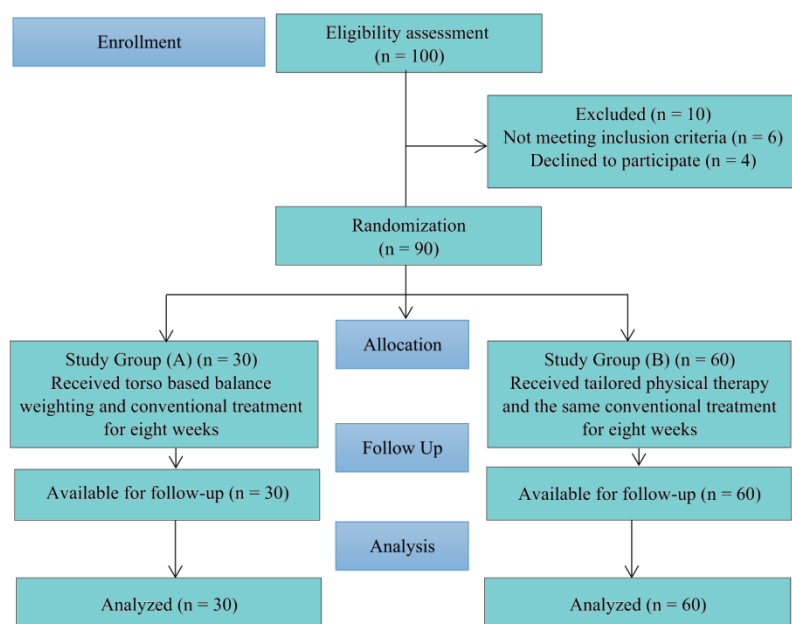 Enrollment
Eligibility assessment
(n = 100)
Excluded (n = 10)
Not meeting inclusion criteria (n = 6)
Declined to participate (n = 4)
Randomization
(n = 90)
Allocation
Study Group (A) (n = 30)
Received torso based balance
weighting and conventional treatment
for eight weeks
Study Group (B) (n = 60)
Received tailored physical therapy
and the same conventional treatment
for eight weeks
Follow Up
Available for follow-up (n = 30)
Available for follow-up (n = 60)
Analysis
Analyzed (n = 30)
Analyzed (n = 60)